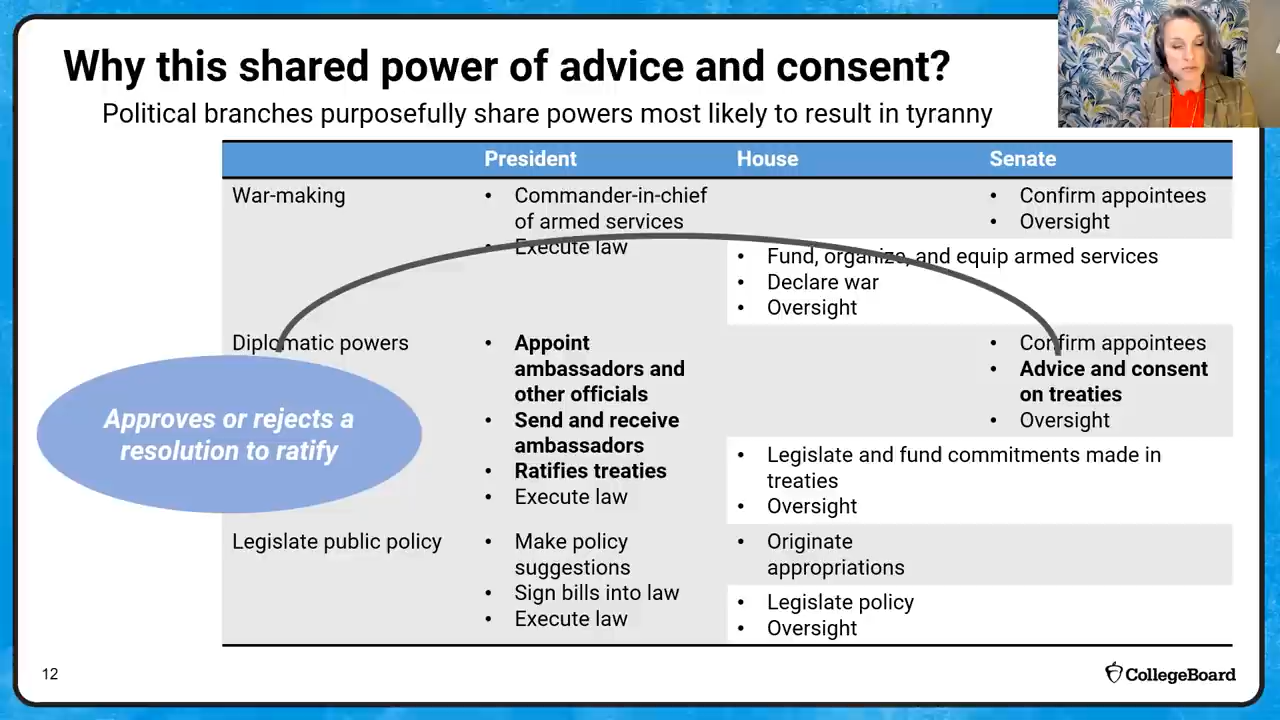 Why this shared power of advice and consent?
Political branches purposefully share powers most likely to result in tyranny
President House Senate
War-making
• Commander-in-chief
of armed services
• Execute law
• Confirm appointees
• Oversight
• Fund, organize, and equip armed services
• Declare war
• Oversight
Diplomatic powers
• Appoint
ambassadors and
other officials
• Send and receive
ambassadors
• Ratifies treaties
• Execute law
• Confirm appointees
• Advice and consent
on treaties
• Oversight
• Legislate and fund commitments made in
treaties
• Oversight
Approves or rejects a
resolution to ratify
Legislate public policy
• Make policy
suggestions
• Sign bills into law
• Execute law
• Originate
appropriations
• Legislate policy
• Oversight
12
CollegeBoard